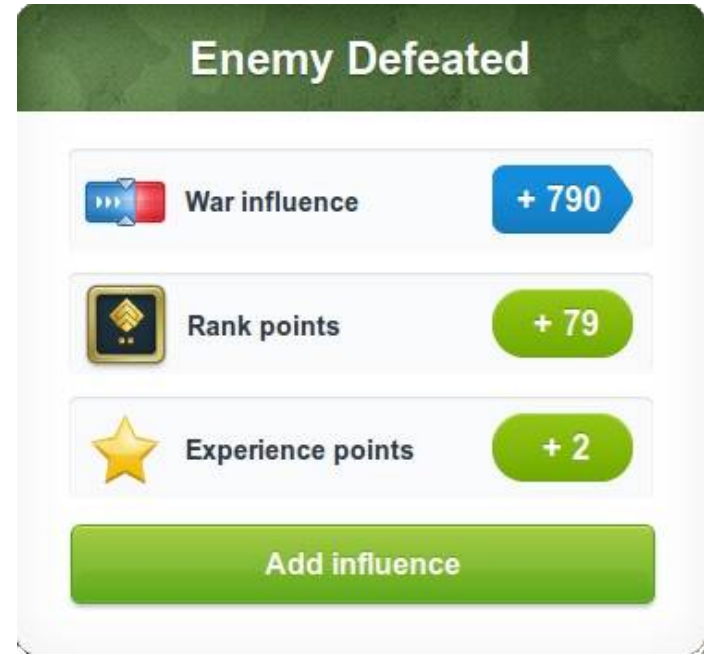 Enemy Defeated
War influence + 790
Rank points + 79
Experience points + 2
Add influence